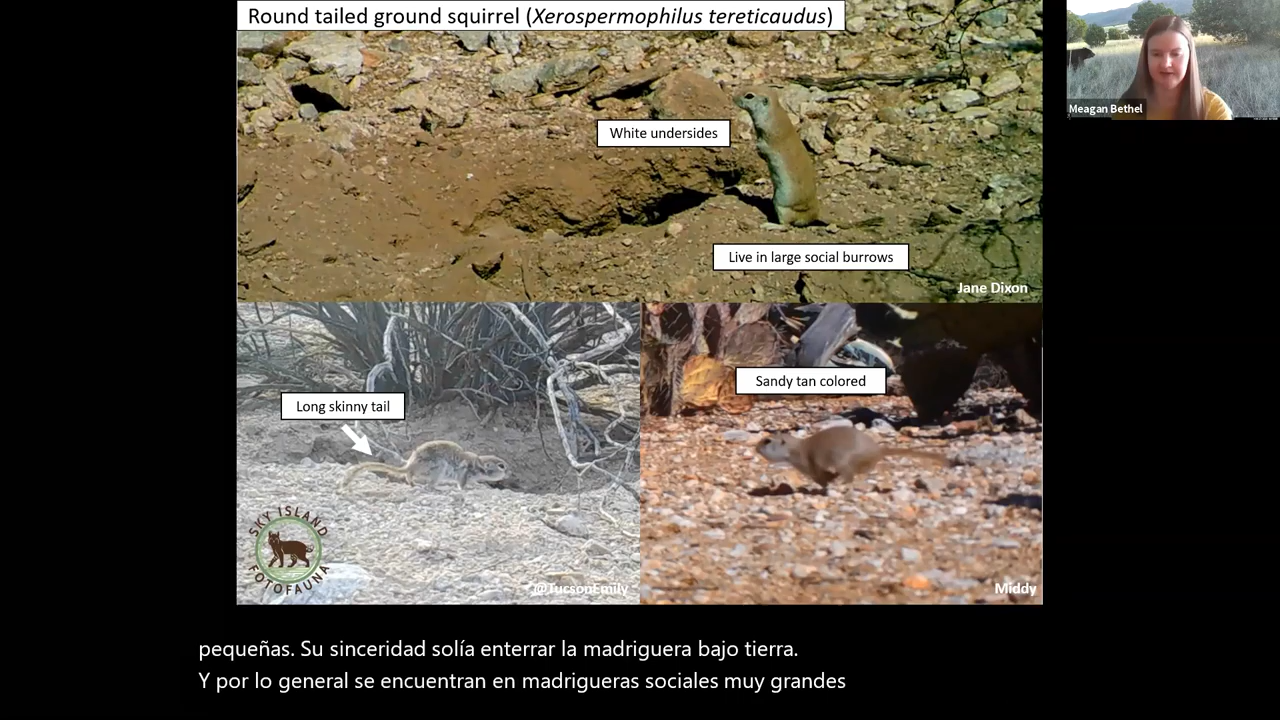 Round tailed ground squirrel (Xerospermophilus tereticaudus)
Meagan Bethel
White undersides
Live in large social burrows
Jane Dixon
Sandy tan colored
Long skinny tail
SKY ISLAND
FOTOFAUNA
@TucsonEmily
Middy
pequeñas. Su sinceridad solía enterrar la madriguera bajo tierra.
Y por lo general se encuentran en madrigueras sociales muy grandes